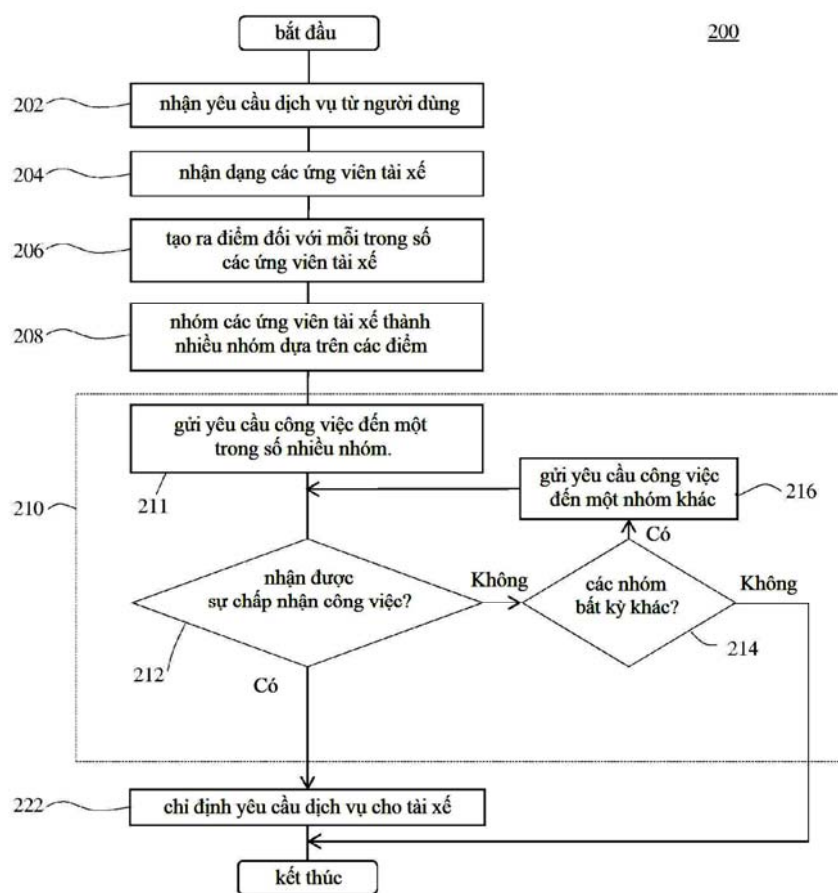 bắt đầu
200
202
nhận yêu cầu dịch vụ từ người dùng
204
nhận dạng các ứng viên tài xế
206
tạo ra điểm đối với mỗi trong số
các ứng viên tài xế
208
nhóm các ứng viên tài xế thành
nhiều nhóm dựa trên các điểm
210
gửi yêu cầu công việc đến một
trong số nhiều nhóm.
211
gửi yêu cầu công việc
đến một nhóm khác
216
Có
nhận được
sự chấp nhận công việc?
212
Không
các nhóm
bất kỳ khác?
214
Không
Có
222
chỉ định yêu cầu dịch vụ cho tài xế
kết thúc